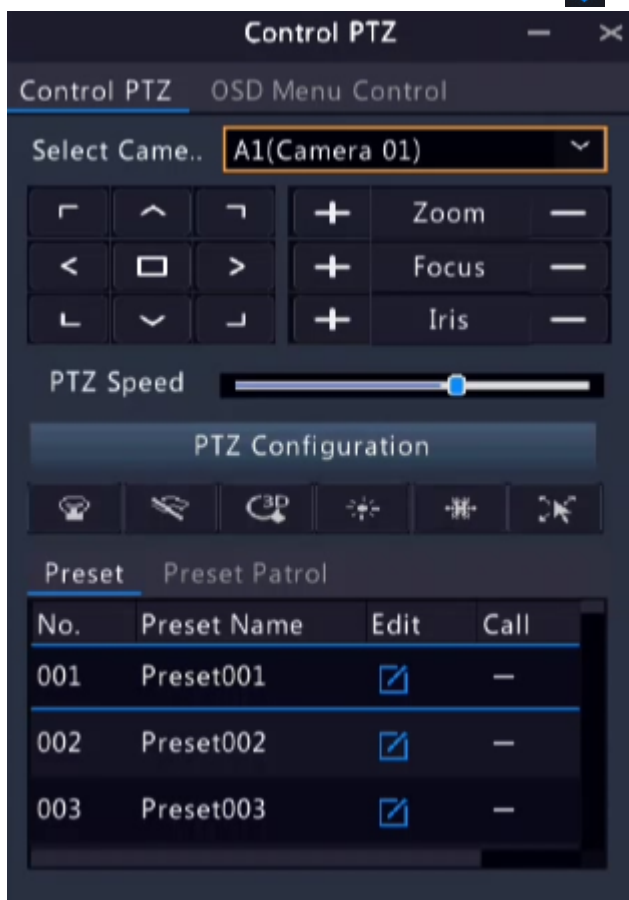 Control PTZ
Control PTZ OSD Menu Control
Select Came.. A1(Camera 01)
Zoom
Focus
Iris
PTZ Speed
PTZ Configuration
3D
Preset Preset Patrol
No. Preset Name Edit Call
001 Preset001
002 Preset002
003 Preset003